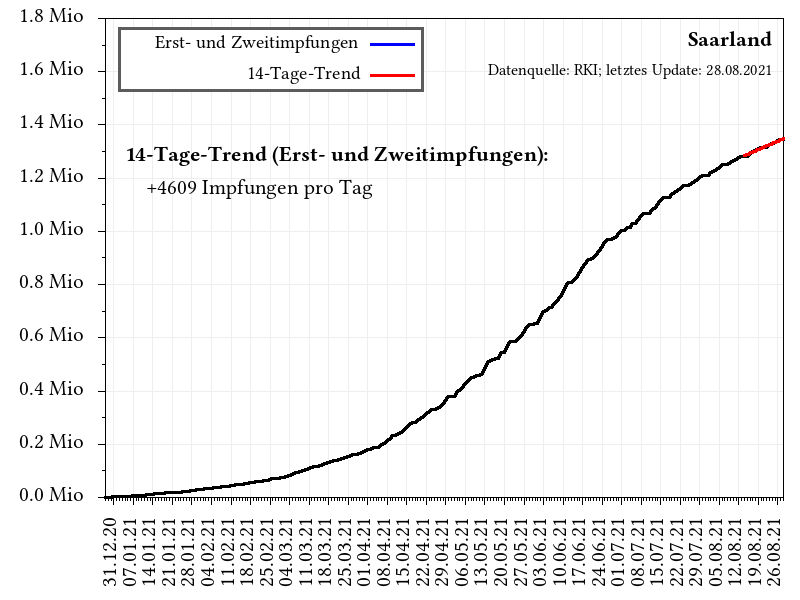 1.8 Mio
1.6 Mio
1.4 Mio
1.2 Mio
1.0 Mio
0.8 Mio
0.6 Mio
0.4 Mio
0.2 Mio
0.0 Mio
Erst- und Zweitimpfungen
14-Tage-Trend
Saarland
Datenquelle: RKI; letztes Update: 28.08.2021
14-Tage-Trend (Erst- und Zweitimpfungen):
+4609 Impfungen pro Tag
31.12.20
07.01.21
14.01.21
21.01.21
28.01.21
04.02.21
11.02.21
18.02.21
25.02.21
04.03.21
11.03.21
18.03.21
25.03.21
01.04.21
08.04.21
15.04.21
22.04.21
29.04.21
06.05.21
13.05.21
20.05.21
27.05.21
03.06.21
10.06.21
17.06.21
24.06.21
01.07.21
08.07.21
15.07.21
22.07.21
29.07.21
05.08.21
12.08.21
19.08.21
26.08.21